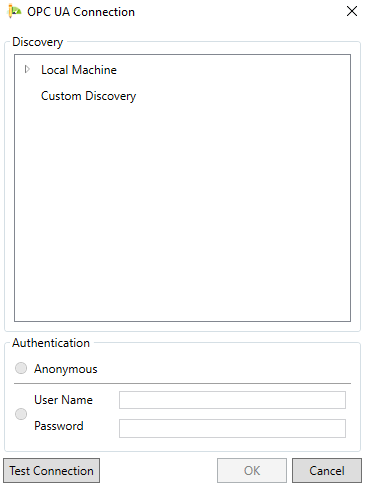 OPC UA Connection
Discovery
Local Machine
Custom Discovery
Authentication
Anonymous
User Name
Password
Test Connection OK Cancel